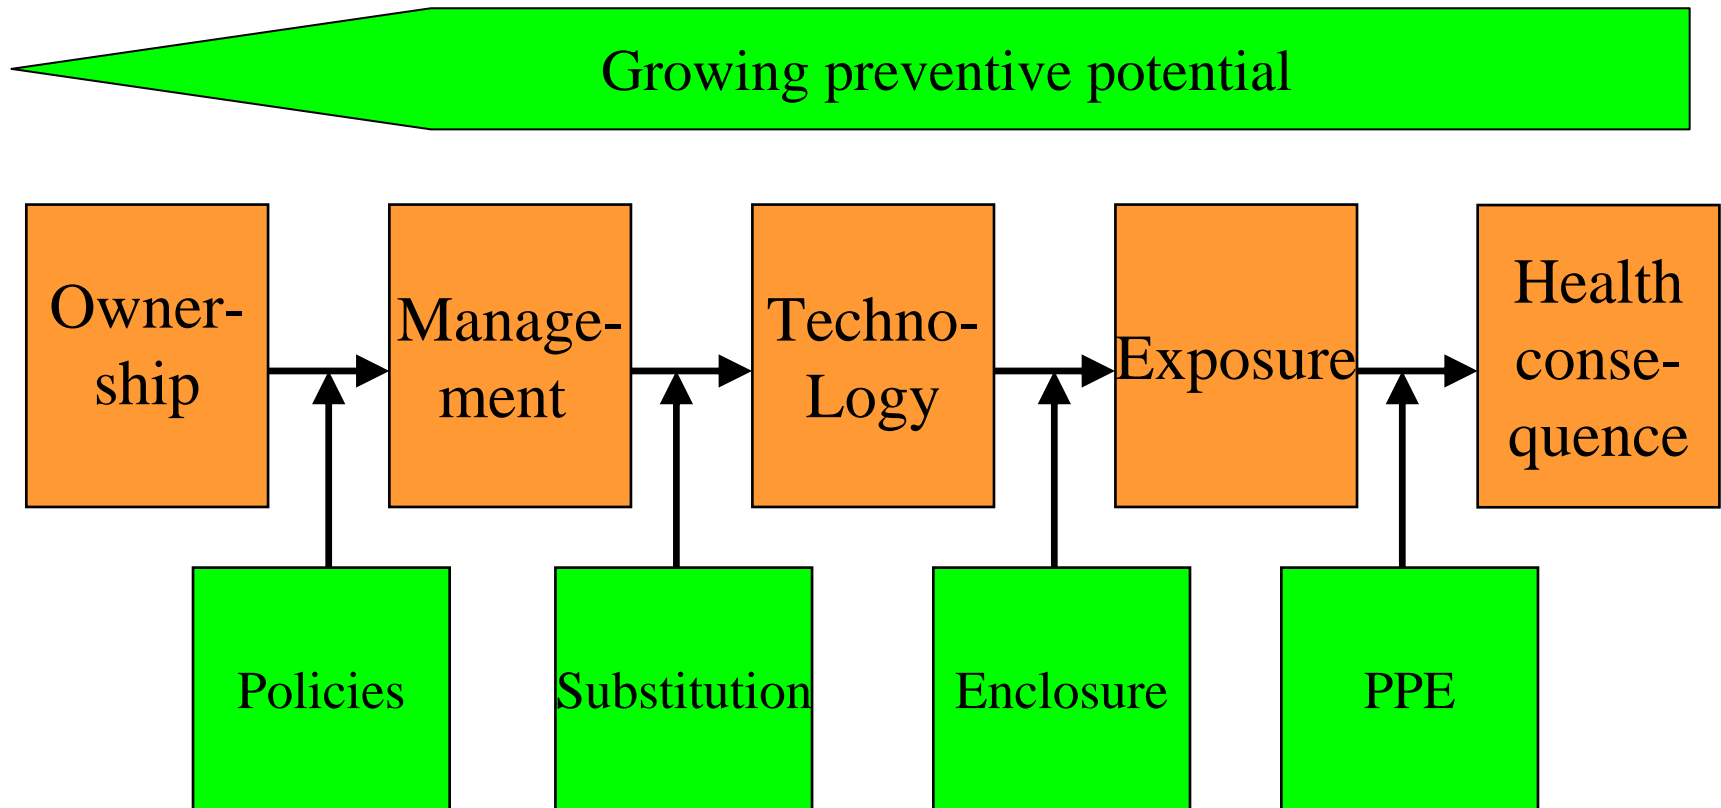 Growing preventive potential
Owner-
ship
Manage-
ment
Techno-
Logy
Exposure
Health
conse-
quence
Policies
Substitution
Enclosure
PPE